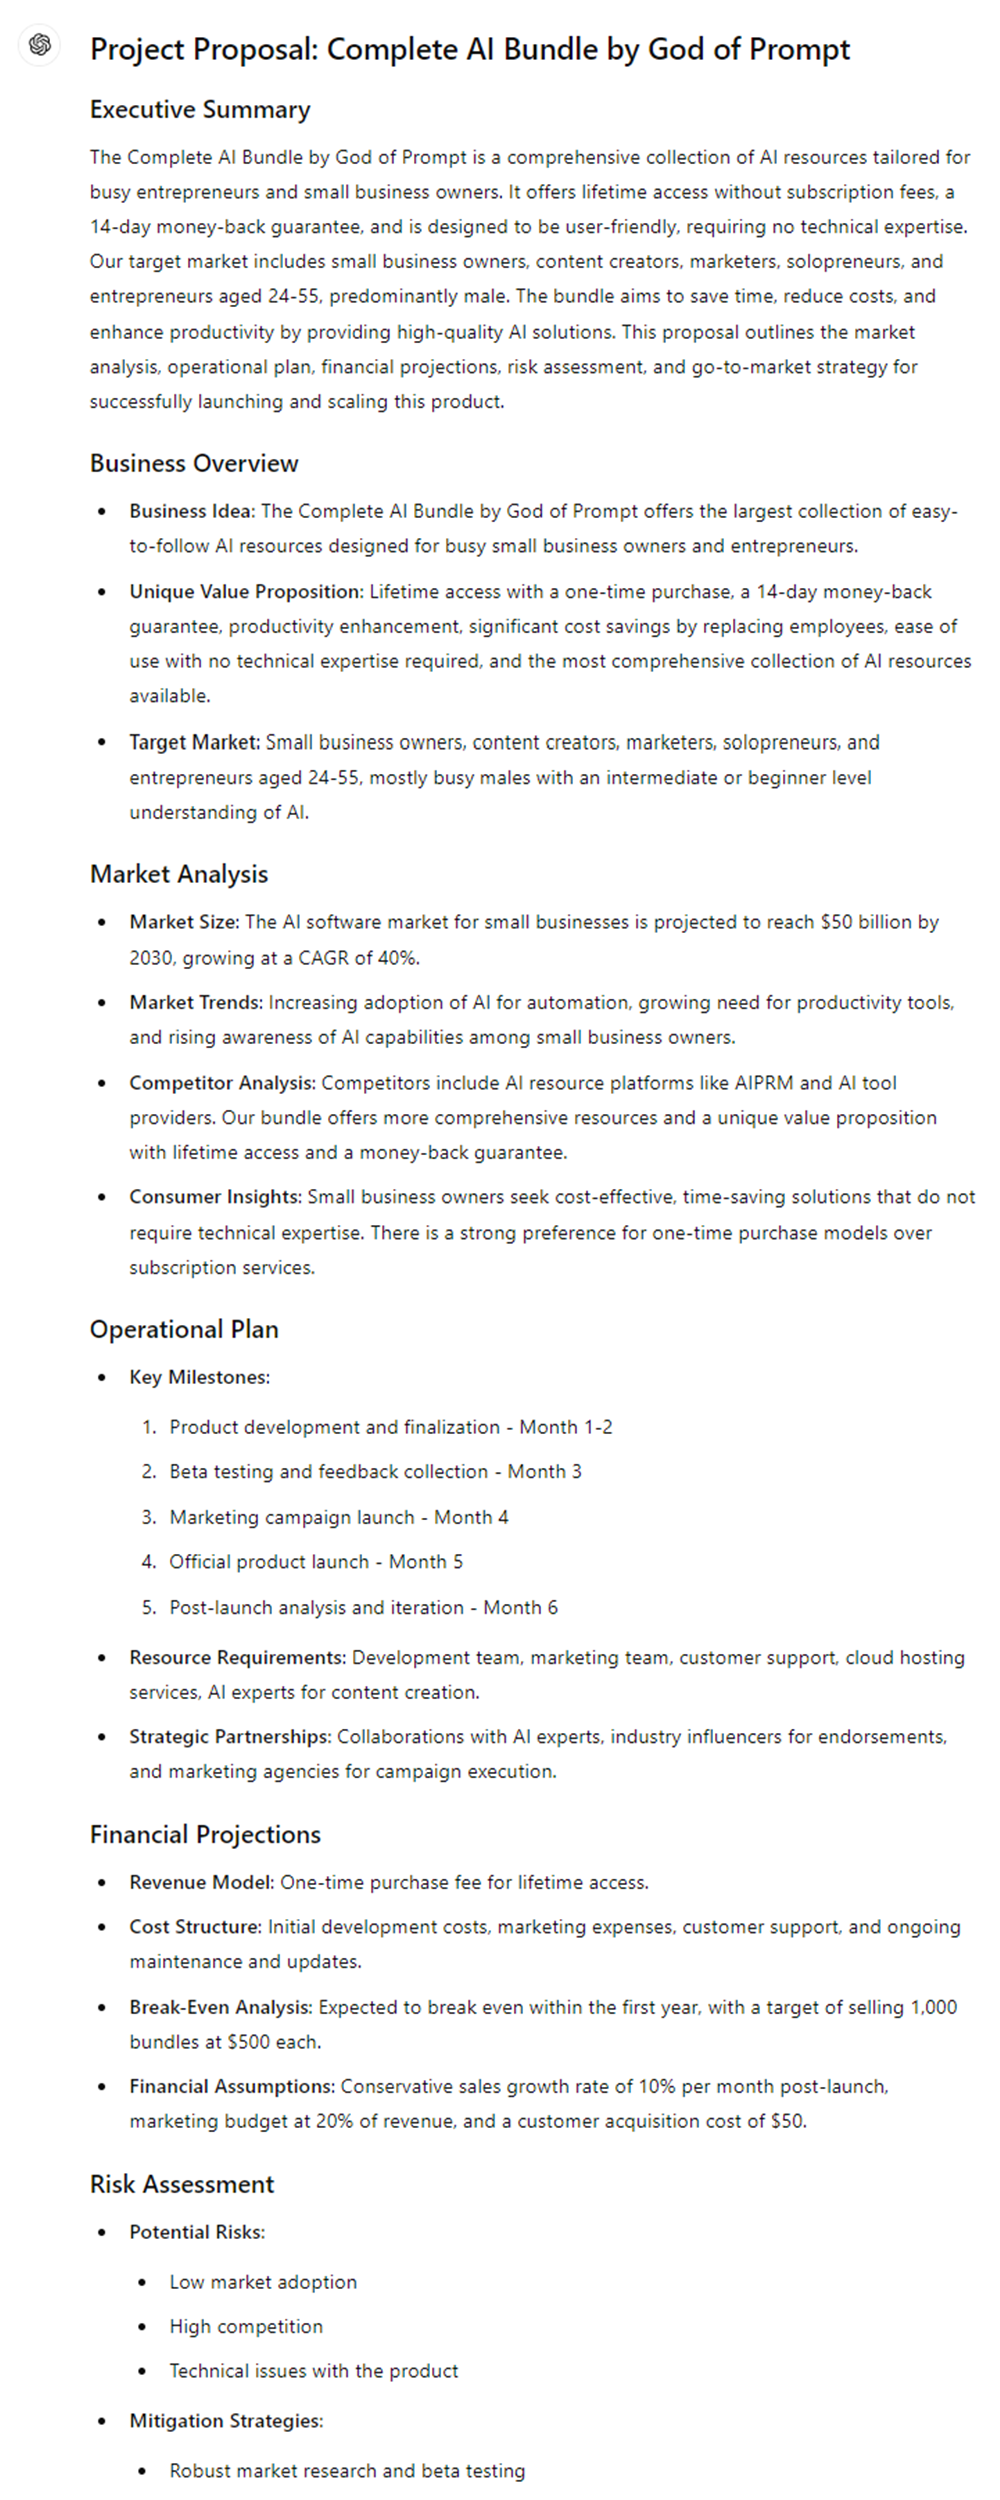 Project Proposal: Complete AI Bundle by God of Prompt
Executive Summary
The Complete AI Bundle by God of Prompt is a comprehensive collection of AI resources tailored for
busy entrepreneurs and small business owners. It offers lifetime access without subscription fees, a
14-day money-back guarantee, and is designed to be user-friendly, requiring no technical expertise.
Our target market includes small business owners, content creators, marketers, solopreneurs, and
entrepreneurs aged 24-55, predominantly male. The bundle aims to save time, reduce costs, and
enhance productivity by providing high-quality AI solutions. This proposal outlines the market
analysis, operational plan, financial projections, risk assessment, and go-to-market strategy for
successfully launching and scaling this product.
Business Overview
• Business Idea: The Complete AI Bundle by God of Prompt offers the largest collection of easy-
to-follow AI resources designed for busy small business owners and entrepreneurs.
• Unique Value Proposition: Lifetime access with a one-time purchase, a 14-day money-back
guarantee, productivity enhancement, significant cost savings by replacing employees, ease of
use with no technical expertise required, and the most comprehensive collection of AI resources
available.
• Target Market: Small business owners, content creators, marketers, solopreneurs, and
entrepreneurs aged 24-55, mostly busy males with an intermediate or beginner level
understanding of AI.
Market Analysis
• Market Size: The AI software market for small businesses is projected to reach $50 billion by
2030, growing at a CAGR of 40%.
• Market Trends: Increasing adoption of AI for automation, growing need for productivity tools,
and rising awareness of AI capabilities among small business owners.
• Competitor Analysis: Competitors include AI resource platforms like AIPRM and AI tool
providers. Our bundle offers more comprehensive resources and a unique value proposition
with lifetime access and a money-back guarantee.
• Consumer Insights: Small business owners seek cost-effective, time-saving solutions that do not
require technical expertise. There is a strong preference for one-time purchase models over
subscription services.
Operational Plan
• Key Milestones:
1. Product development and finalization - Month 1-2
2. Beta testing and feedback collection - Month 3
3. Marketing campaign launch - Month 4
4. Official product launch - Month 5
5. Post-launch analysis and iteration - Month 6
• Resource Requirements: Development team, marketing team, customer support, cloud hosting
services, AI experts for content creation.
• Strategic Partnerships: Collaborations with AI experts, industry influencers for endorsements,
and marketing agencies for campaign execution.
Financial Projections
• Revenue Model: One-time purchase fee for lifetime access.
• Cost Structure: Initial development costs, marketing expenses, customer support, and ongoing
maintenance and updates.
• Break-Even Analysis: Expected to break even within the first year, with a target of selling 1,000
bundles at $500 each.
• Financial Assumptions: Conservative sales growth rate of 10% per month post-launch,
marketing budget at 20% of revenue, and a customer acquisition cost of $50.
Risk Assessment
• Potential Risks:
• Low market adoption
• High competition
• Technical issues with the product
• Mitigation Strategies:
• Robust market research and beta testing